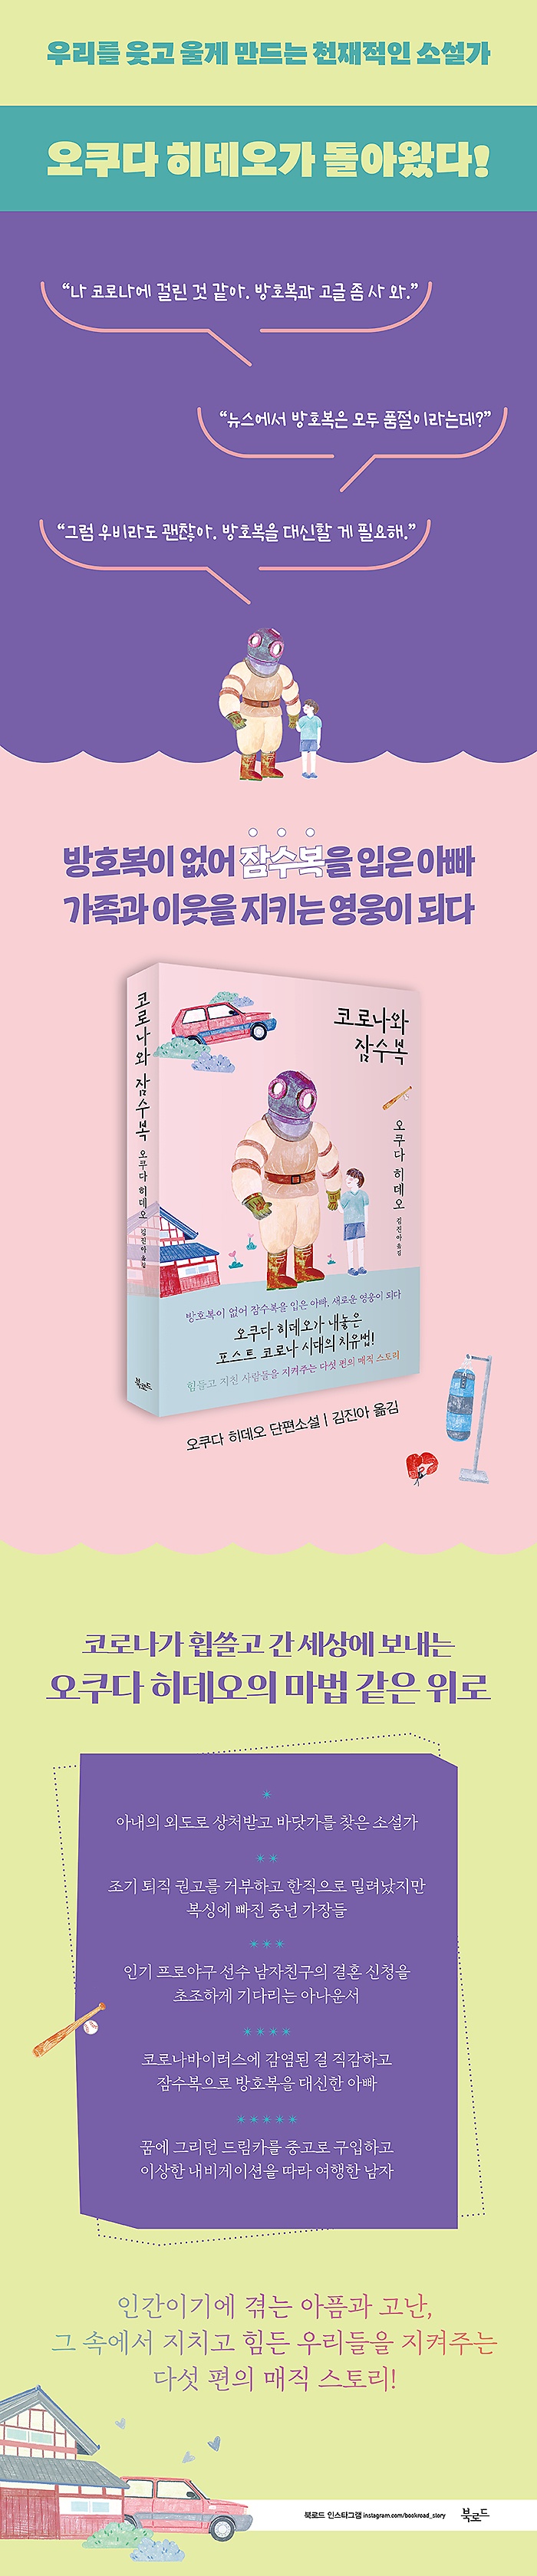 우리를 웃고 울게 만드는 천재적인 소설가
오쿠다 히데오가 돌아왔다!
“나 코로나에 걸린 것 같아. 방호복과 고글 좀 사 와.”
“뉴스에서 방호복은 모두 품절이라는데?”
“그럼 우비라도 괜찮아. 방호복을 대신할 게 필요해.”
방호복이 없어 잠수복을 입은 아빠
가족과 이웃을 지키는 영웅이 되다
코로나와 잠수복 오쿠다 히데오 김진아 옮김
북로드
코로나와
잠수복
오쿠다 히데오
김진아 옮김
방호복이 없어 잠수복을 입은 아빠, 새로운 영웅이 되다
오쿠다 히데오가 내놓은
포스트 코로나 시대의 치유법!
힘들고 지친 사람들을 지켜주는 다섯 편의 매직 스토리
오쿠다 히데오 단편소설 | 김진아 옮김
코로나가 휩쓸고 간 세상에 보내는
오쿠다 히데오의 마법 같은 위로
아내의 외도로 상처받고 바닷가를 찾은 소설가
조기 퇴직 권고를 거부하고 한직으로 밀려났지만
복싱에 빠진 중년 가장들
인기 프로야구 선수 남자친구의 결혼 신청을
초조하게 기다리는 아나운서
코로나바이러스에 감염된 걸 직감하고
잠수복으로 방호복을 대신한 아빠
꿈에 그리던 드림카를 중고로 구입하고
이상한 내비게이션을 따라 여행한 남자
인간이기에 겪는 아픔과 고난,
그 속에서 지치고 힘든 우리들을 지켜주는
다섯 편의 매직 스토리!
북로드 인스타그램 instagram.com/bookroad_story 북로드